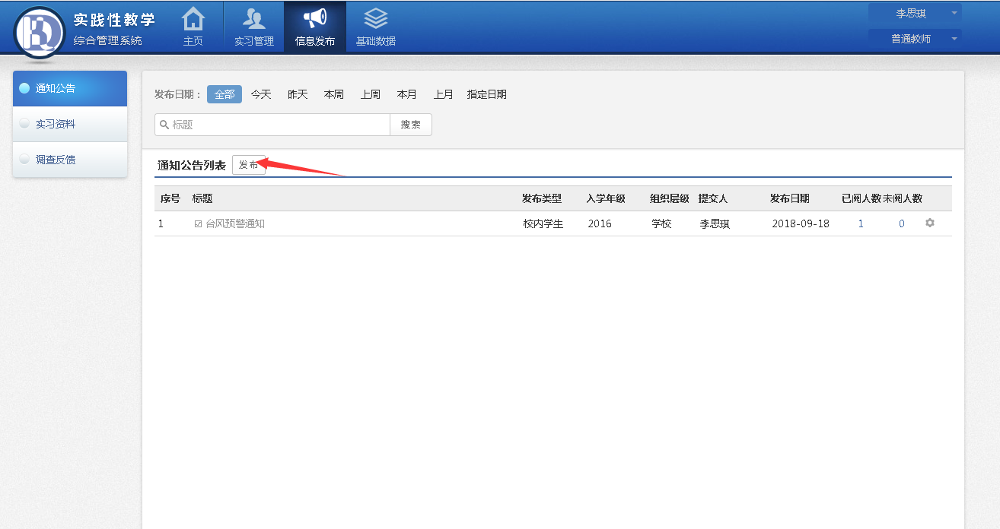 实践性教学
综合管理系统
主页
实习管理
信息发布
基础数据
李思琪
普通教师
通知公告
实习资料
调查反馈
发布日期： 全部 今天 昨天 本周 上周 本月 上月 指定日期
标题 搜索
通知公告列表 发布
序号 标题 发布类型 入学年级 组织层级 提交人 发布日期 已阅人数 未阅人数
1 台风预警通知 校内学生 2016 学校 李思琪 2018-09-18 1 0